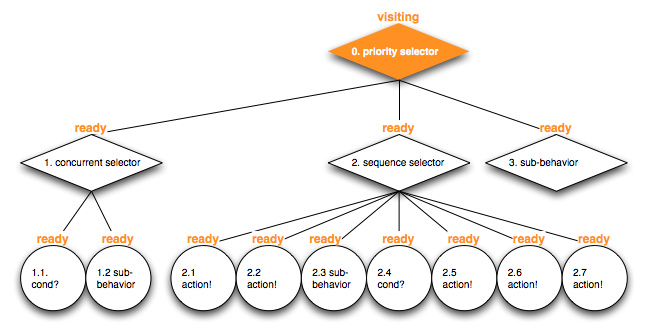 visiting
0. priority selector
ready
ready
ready
1. concurrent selector
2. sequence selector
3. sub-behavior
ready
ready
ready
ready
ready
ready
ready
ready
ready
1.1.
cond?
1.2 sub-
behavior
2.1
action!
2.2
action!
2.3 sub-
behavior
2.4
cond?
2.5
action!
2.6
action!
2.7
action!